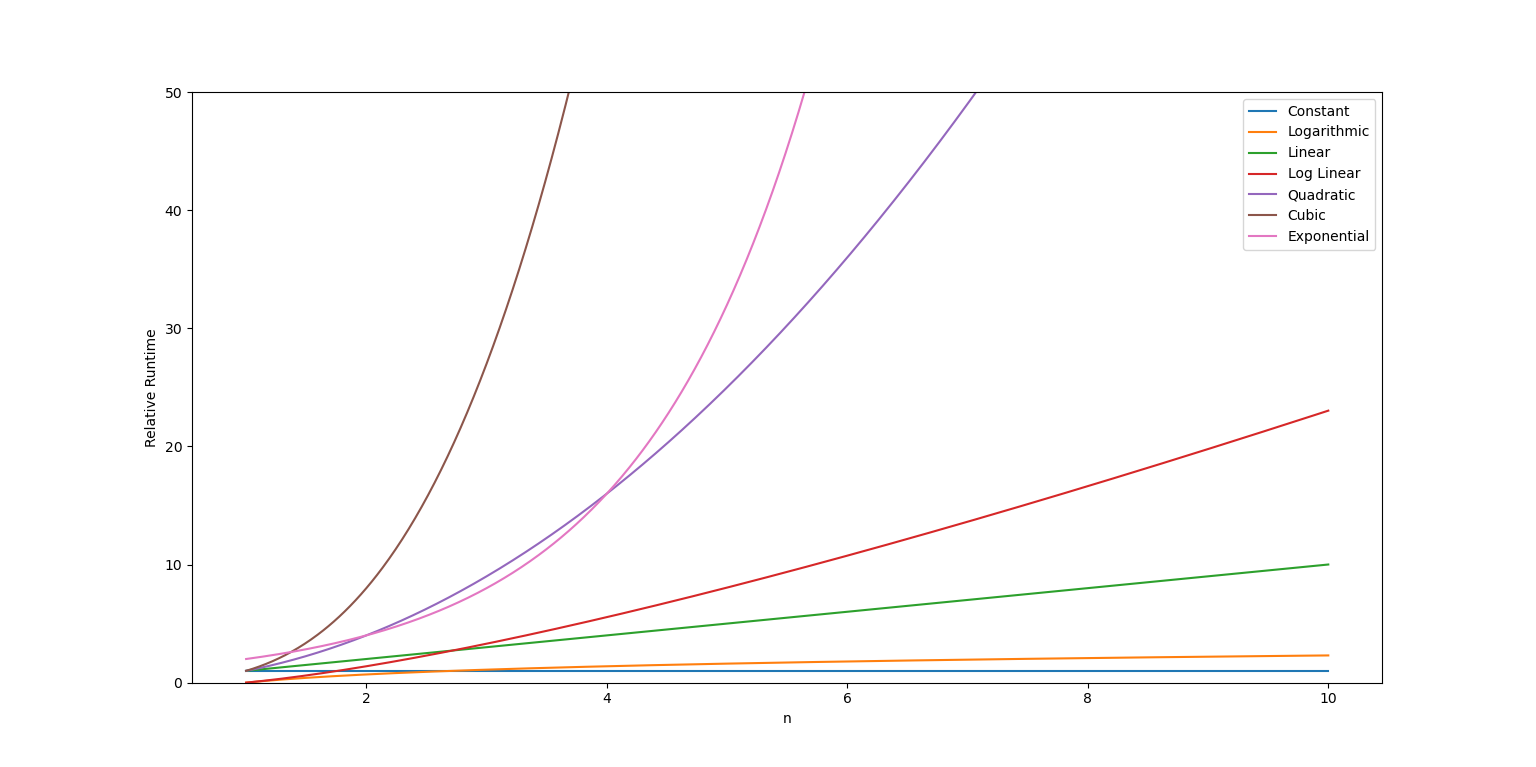 50
40
30
20
10
0
Relative Runtime
2 4 6 8 10
n
Constant
Logarithmic
Linear
Log Linear
Quadratic
Cubic
Exponential